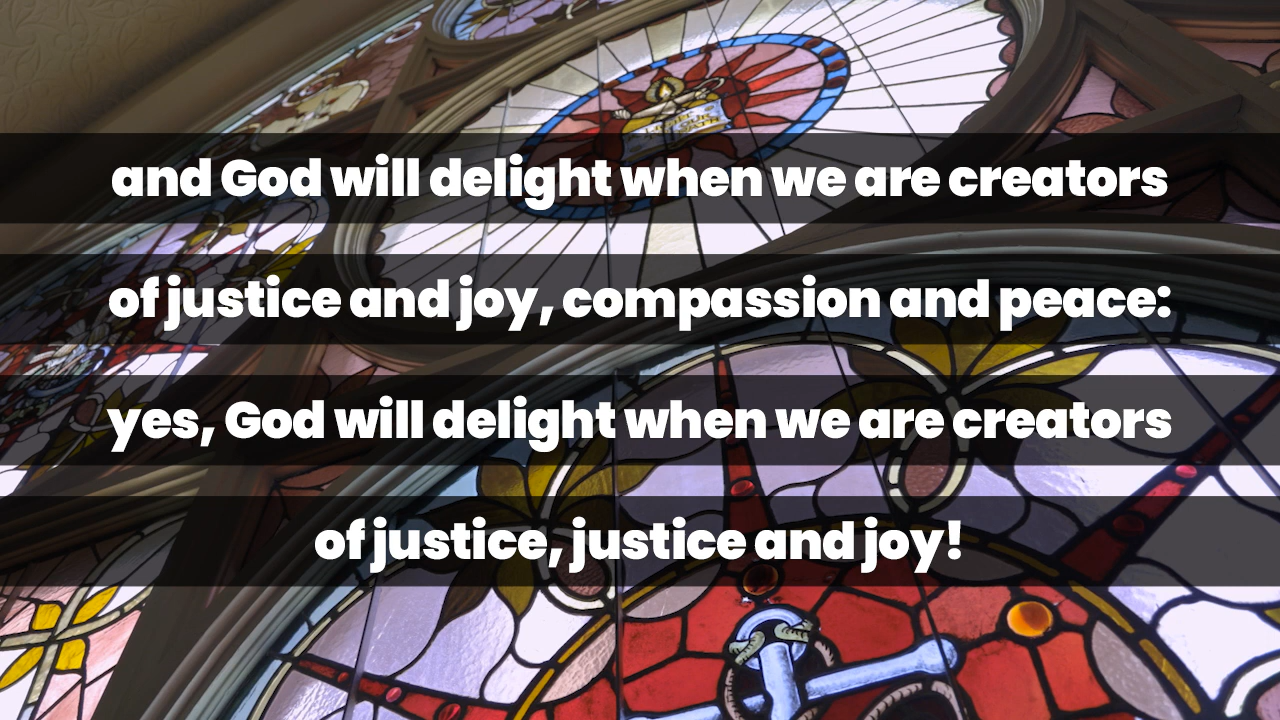 and God will delight when we are creators
of justice and joy, compassion and peace:
yes, God will delight when we are creators
of justice, justice and joy!